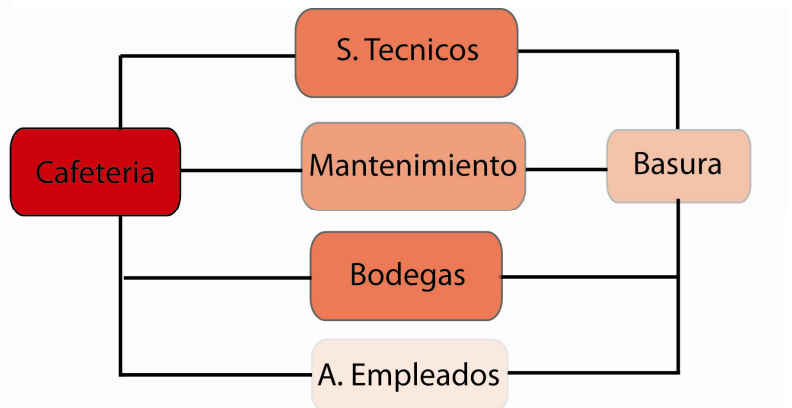 S. Tecnicos
Cafeteria
Mantenimiento
Basura
Bodegas
A. Empleados